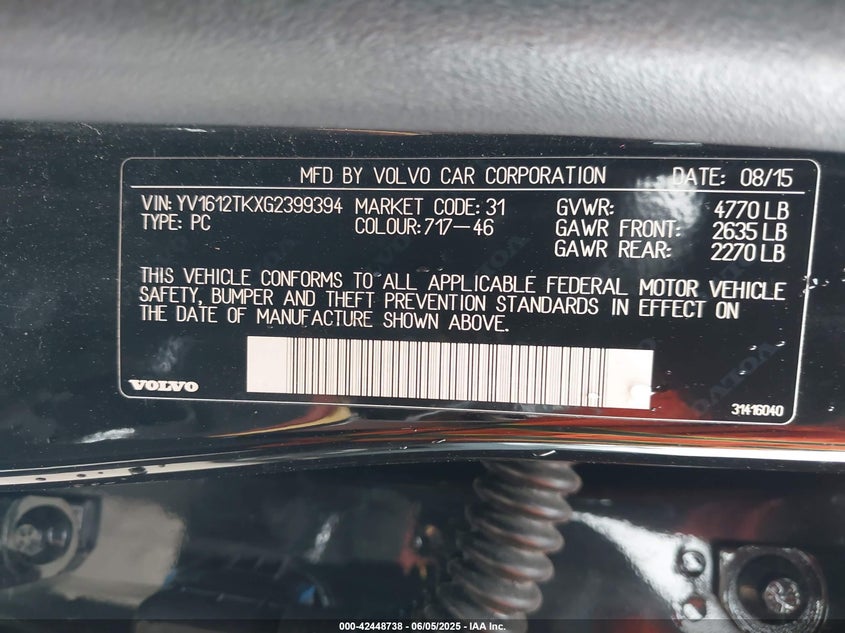 MFD BY VOLVO CAR CORPORATION DATE: 08/15
VIN: YV1612TKXG2399394 MARKET CODE: 31 GVWR: 4770 LB
TYPE: PC COLOUR: 717-46 GAWR FRONT: 2635 LB
GAWR REAR: 2270 LB
THIS VEHICLE CONFORMS TO ALL APPLICABLE FEDERAL MOTOR VEHICLE
SAFETY, BUMPER AND THEFT PREVENTION STANDARDS IN EFFECT ON
THE DATE OF MANUFACTURE SHOWN ABOVE.
VOLVO
31416040
000-42448738 - 06/05/2025 - IAA Inc.